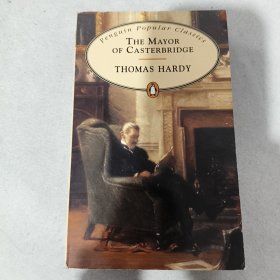 Penguin Popular Classics
THE MAYOR
OF CASTERBRIDGE
THOMAS HARDY